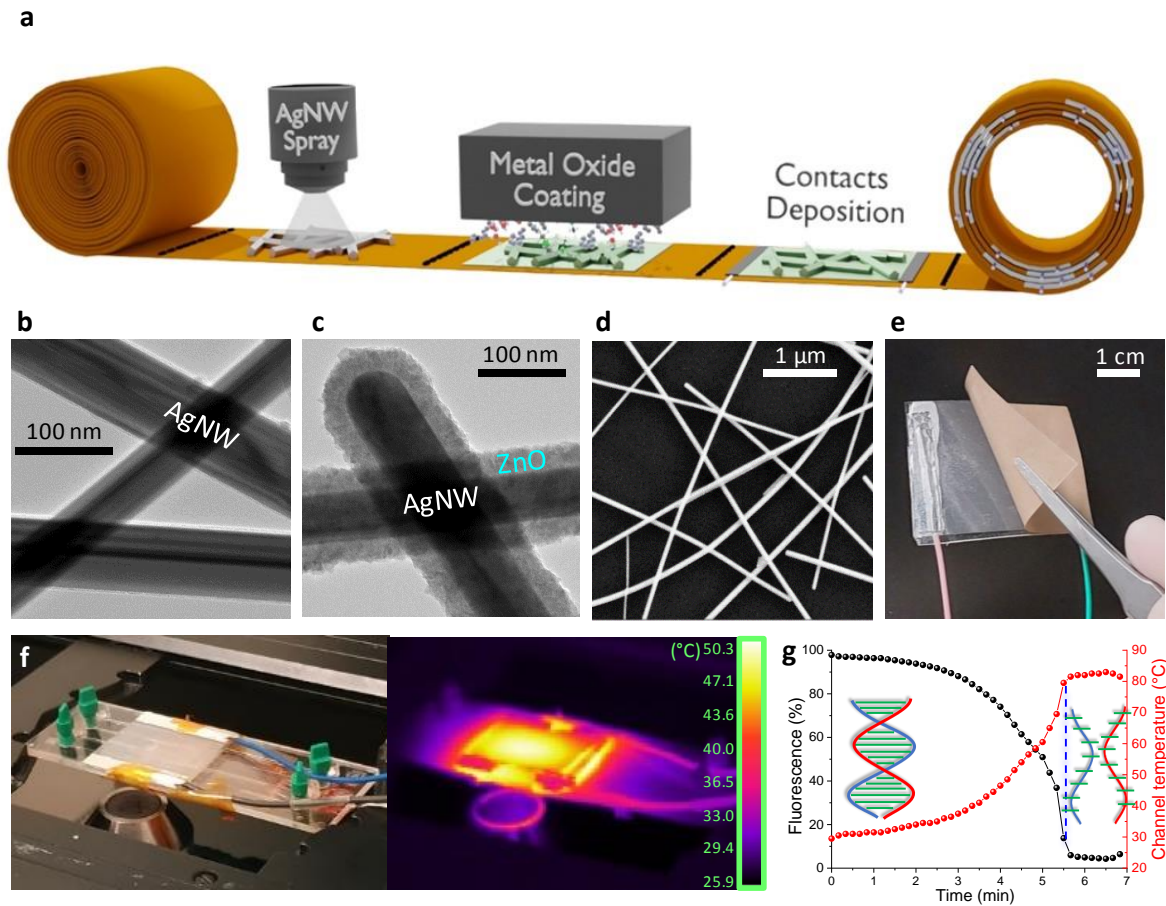 a
AgNW
Spray
Metal Oxide
Coating
Contacts
Deposition
b
c
d
e
100 nm
AgNW
100 nm
ZnO
AgNW
1 µm
1 cm
f
(°C)
50.3
47.1
43.6
40.0
36.5
33.0
29.4
25.9
g
Fluorescence (%)
100
80
60
40
20
0
0 1 2 3 4 5 6 7
Time (min)
90
80
70
60
50
40
30
20
Channel temperature (°C)